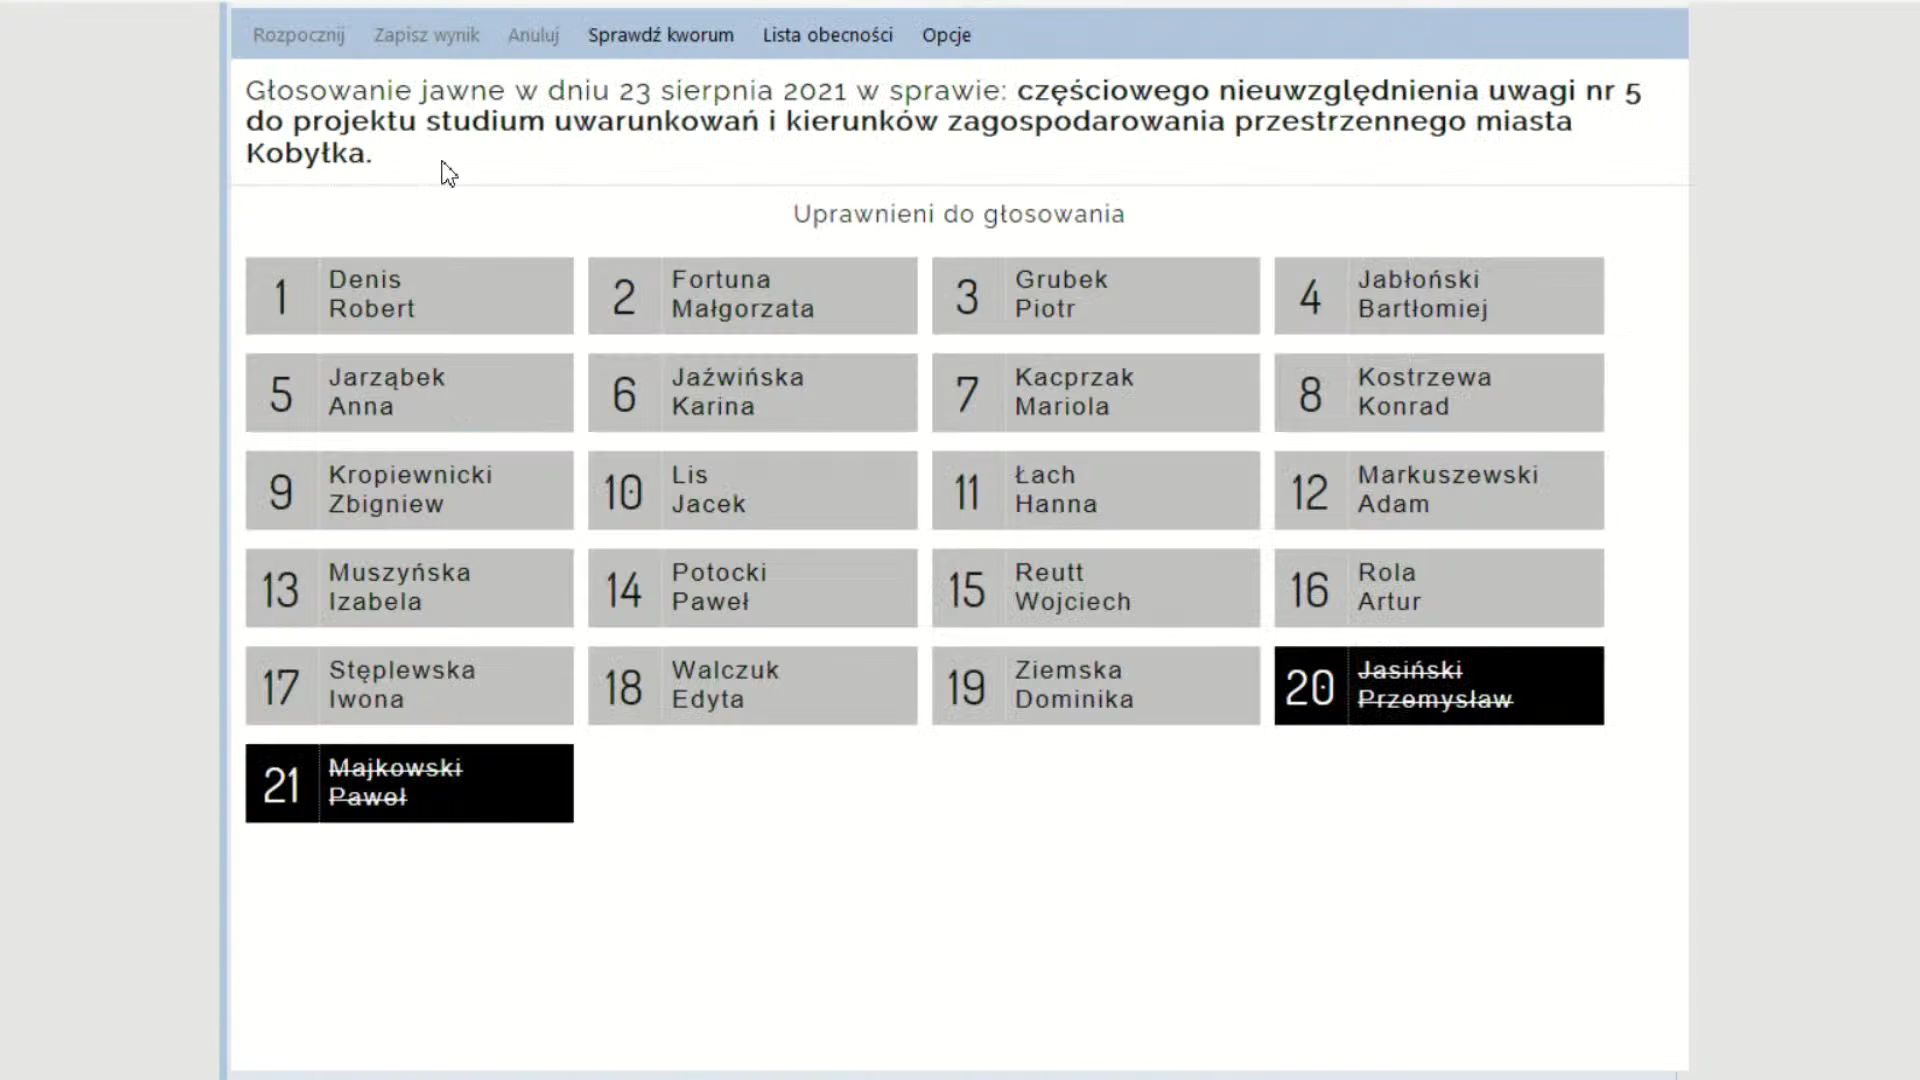 Rozpocznij Zapisz wynik Anuluj Sprawdź kworum Lista obecności Opcje
Głosowanie jawne w dniu 23 sierpnia 2021 w sprawie: częściowego nieuwzględnienia uwagi nr 5
do projektu studium uwarunkowań i kierunków zagospodarowania przestrzennego miasta
Kobyłka.
Uprawnieni do głosowania
1 Denis
Robert
2 Fortuna
Małgorzata
3 Grubek
Piotr
4 Jabłoński
Bartłomiej
5 Jarząbek
Anna
6 Jaźwińska
Karina
7 Kacprzak
Mariola
8 Kostrzewa
Konrad
9 Kropiewnicki
Zbigniew
10 Lis
Jacek
11 Łach
Hanna
12 Markuszewski
Adam
13 Muszyńska
Izabela
14 Potocki
Paweł
15 Reutt
Wojciech
16 Rola
Artur
17 Stęplewska
Iwona
18 Walczuk
Edyta
19 Ziemska
Dominika
20 Jasiński
Przemysław
21 Majkowski
Paweł